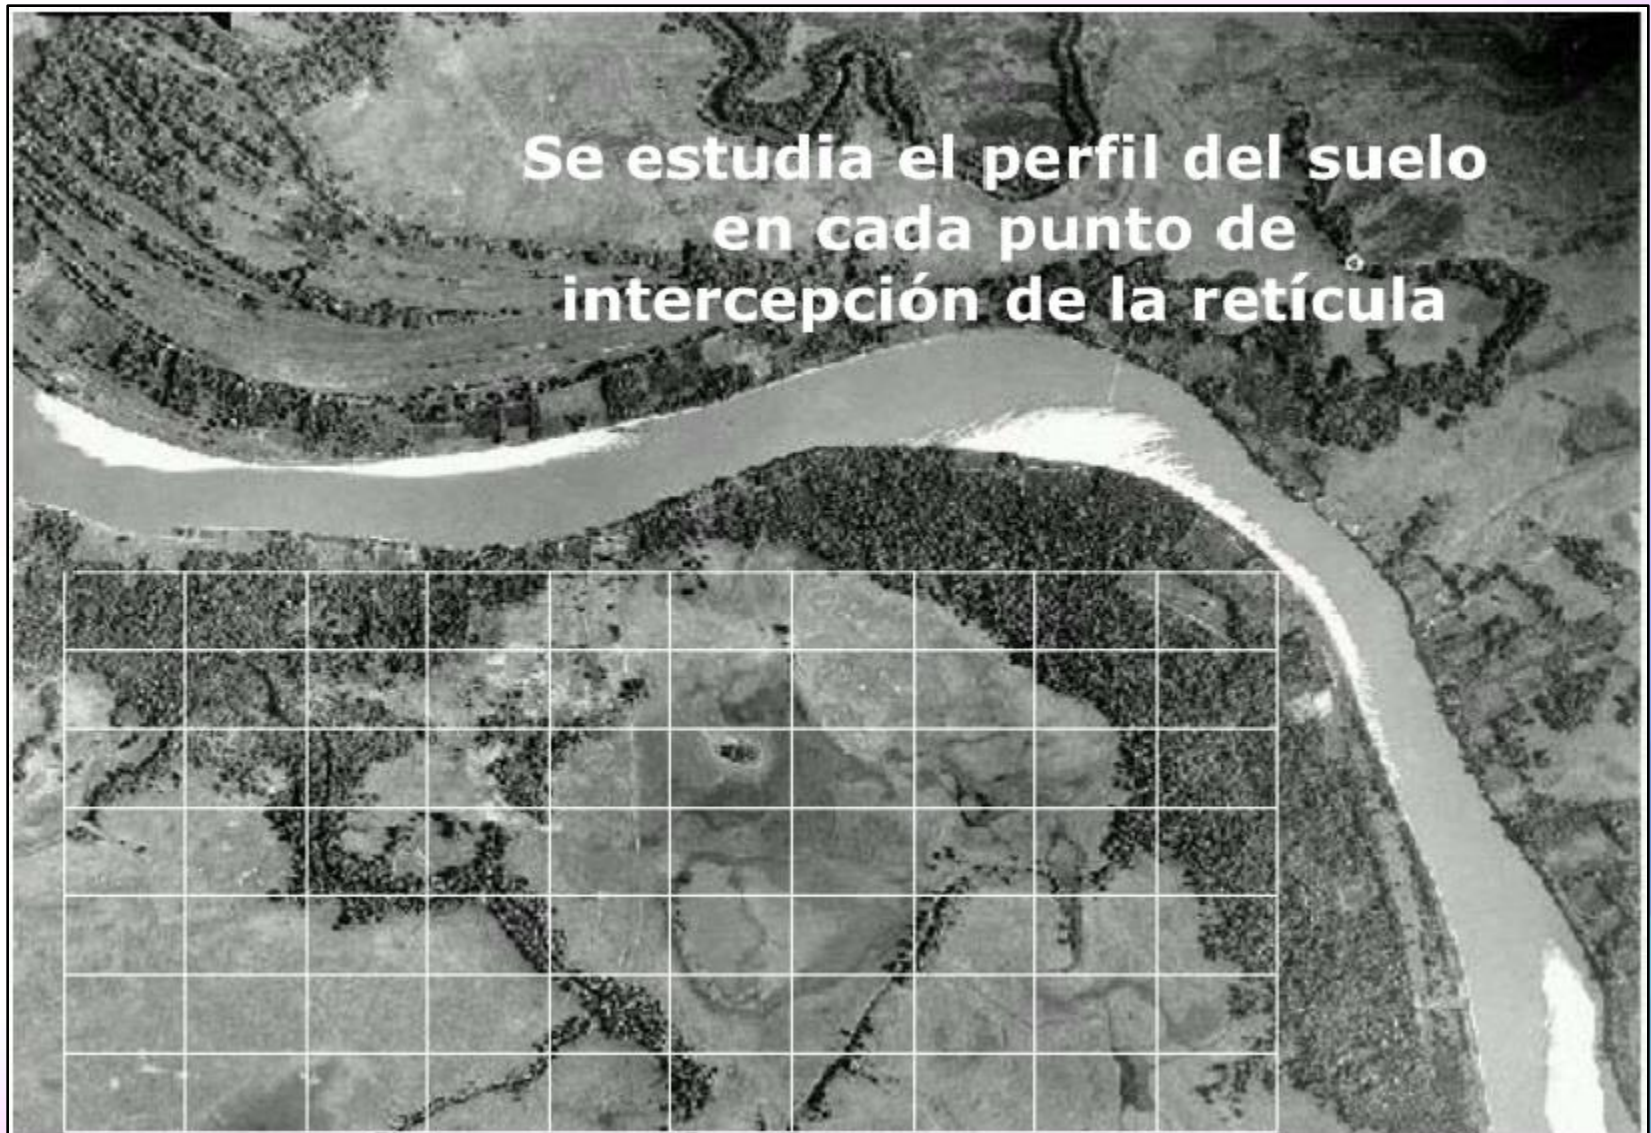 Se estudia el perfil del suelo
en cada punto de
intercepción de la retícula